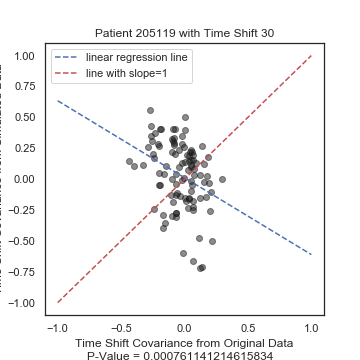 Patient 205119 with Time Shift 30
linear regression line
line with slope=1
1.00
0.75
0.50
0.25
0.00
−0.25
−0.50
−0.75
−1.00
−1.0
−0.5
0.0
0.5
1.0
Time Shift Covariance from Original Data
P-Value = 0.000761141214615834